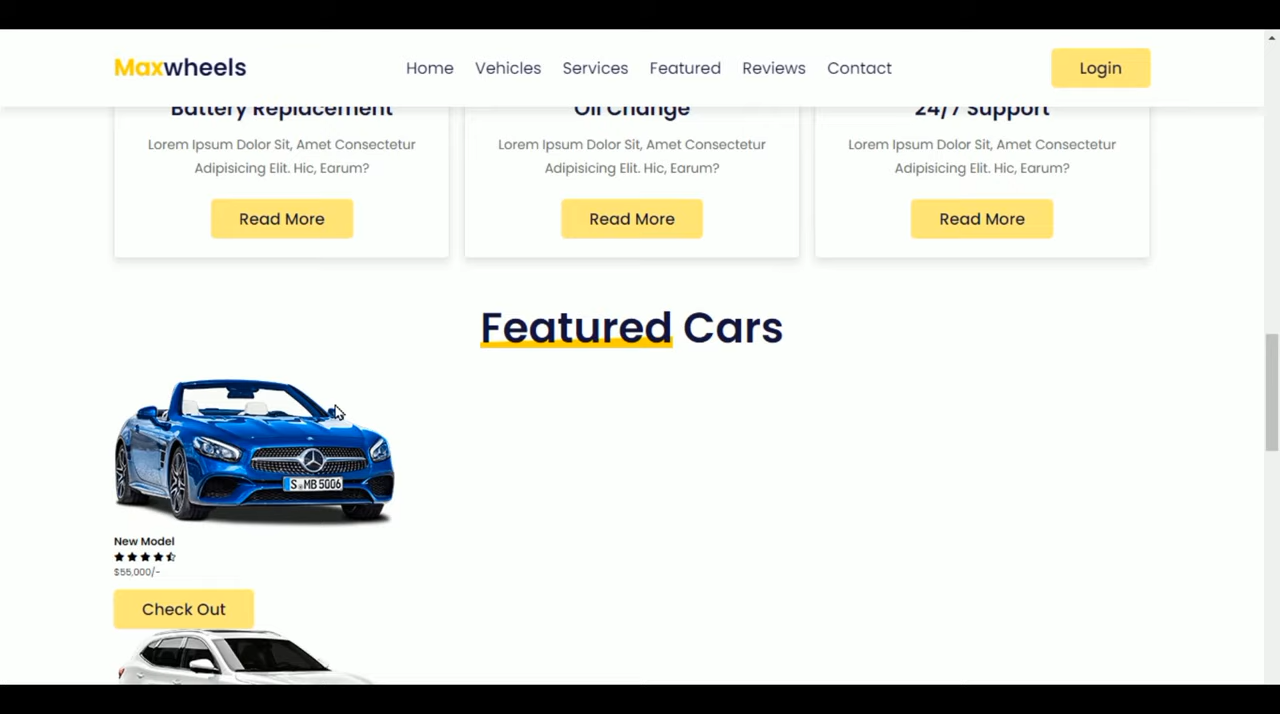 Maxwheels
Home Vehicles Services Featured Reviews Contact
Login
Battery Replacement
Lorem Ipsum Dolor Sit, Amet Consectetur
Adipisicing Elit. Hic, Earum?
Read More
Oil Change
Lorem Ipsum Dolor Sit, Amet Consectetur
Adipisicing Elit. Hic, Earum?
Read More
24/7 Support
Lorem Ipsum Dolor Sit, Amet Consectetur
Adipisicing Elit. Hic, Earum?
Read More
Featured Cars
S MB 5006
New Model
$55,000/-
Check Out